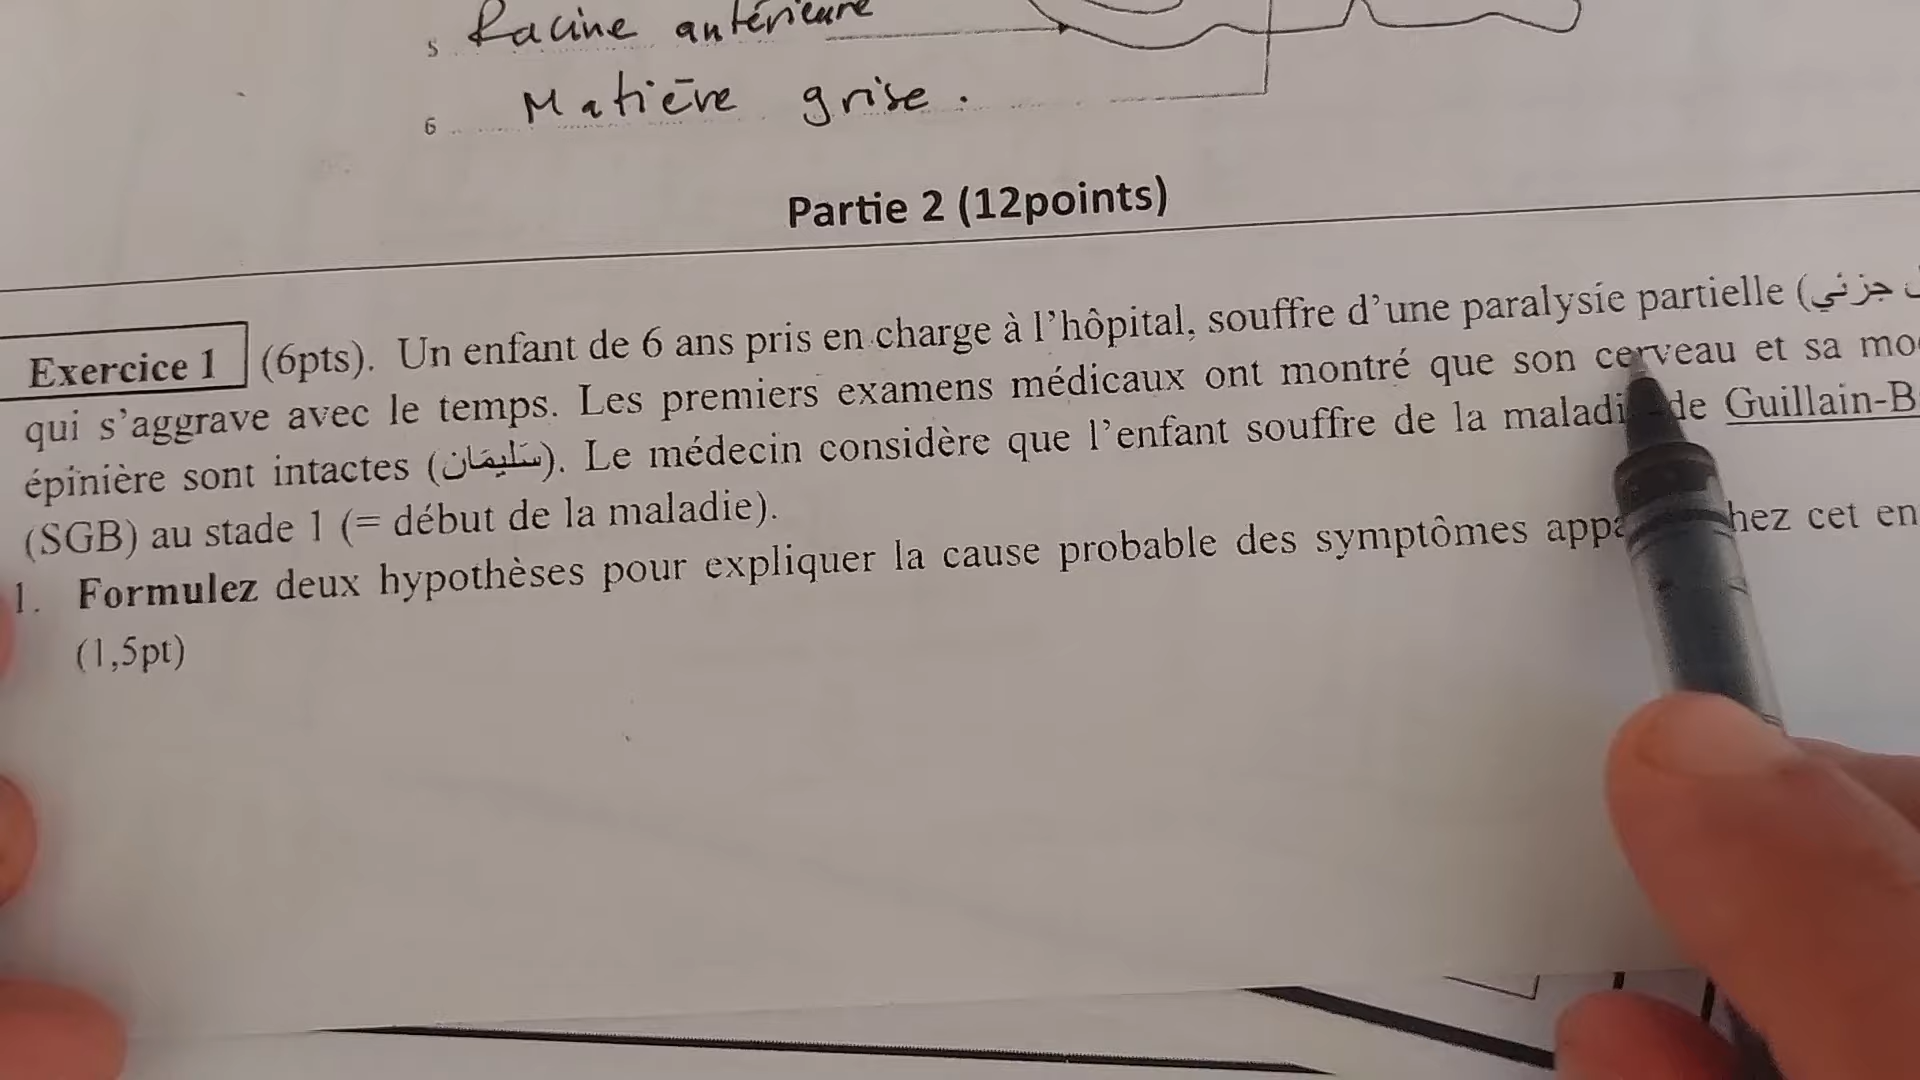 5 Racine antérieure
6 Matière grise.
Partie 2 (12points)
Exercice 1 (6pts). Un enfant de 6 ans pris en charge à l'hôpital, souffre d'une paralysie partielle (جزئي
qui s'aggrave avec le temps. Les premiers examens médicaux ont montré que son cerveau et sa mo
épinière sont intactes (سَليمَان). Le médecin considère que l'enfant souffre de la maladi de Guillain-B
(SGB) au stade 1 (= début de la maladie).
1. Formulez deux hypothèses pour expliquer la cause probable des symptômes appa hez cet en
(1,5pt)